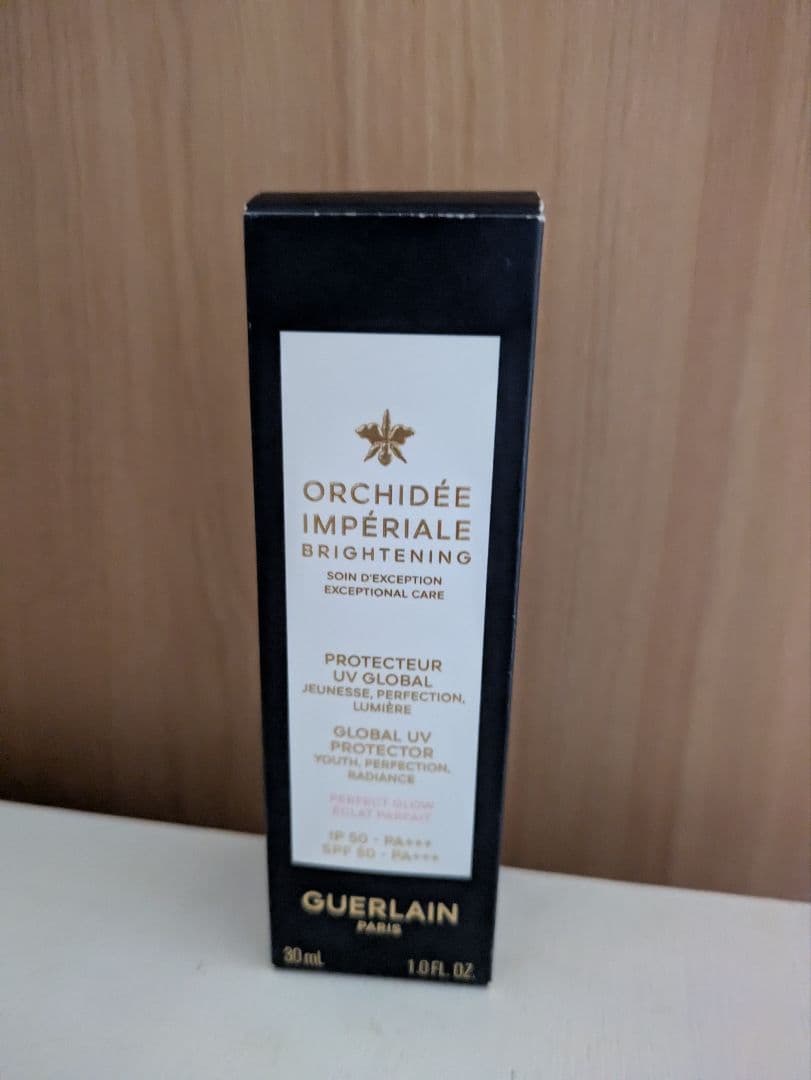 ORCHIDÉE
IMPÉRIALE
BRIGHTENING
SOIN D'EXCEPTION
EXCEPTIONAL CARE
PROTECTEUR
UV GLOBAL
JEUNESSE, PERFECTION,
LUMIÈRE
GLOBAL UV
PROTECTOR
YOUTH, PERFECTION,
RADIANCE
PERFECT GLOW
ÉCLAT PARFAIT
IP 50 - PA+++
SPF 50 - PA+++
GUERLAIN
PARIS
30 ml 1.0 FL. OZ.